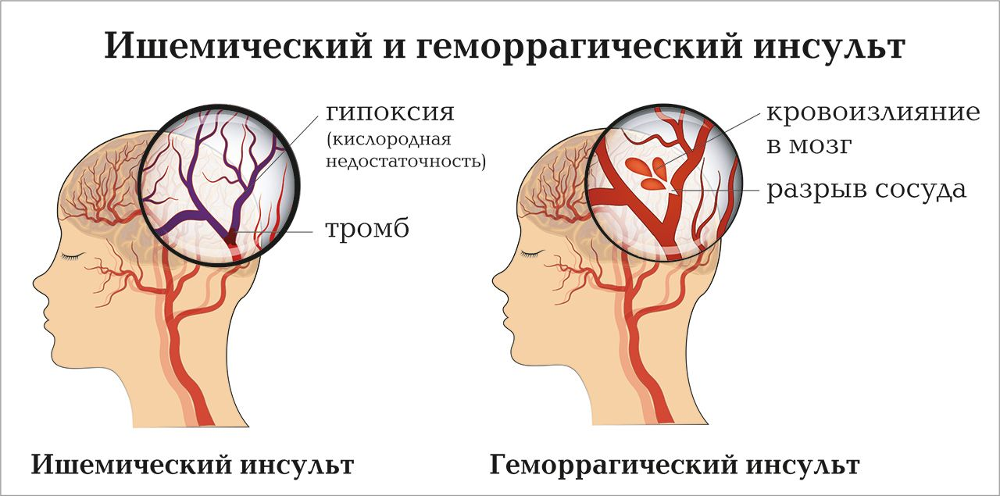 Ишемический и геморрагический инсульт
гипоксия
(кислородная
недостаточность)
тромб
Ишемический инсульт
кровоизлияние
в мозг
разрыв сосуда
Геморрагический инсульт